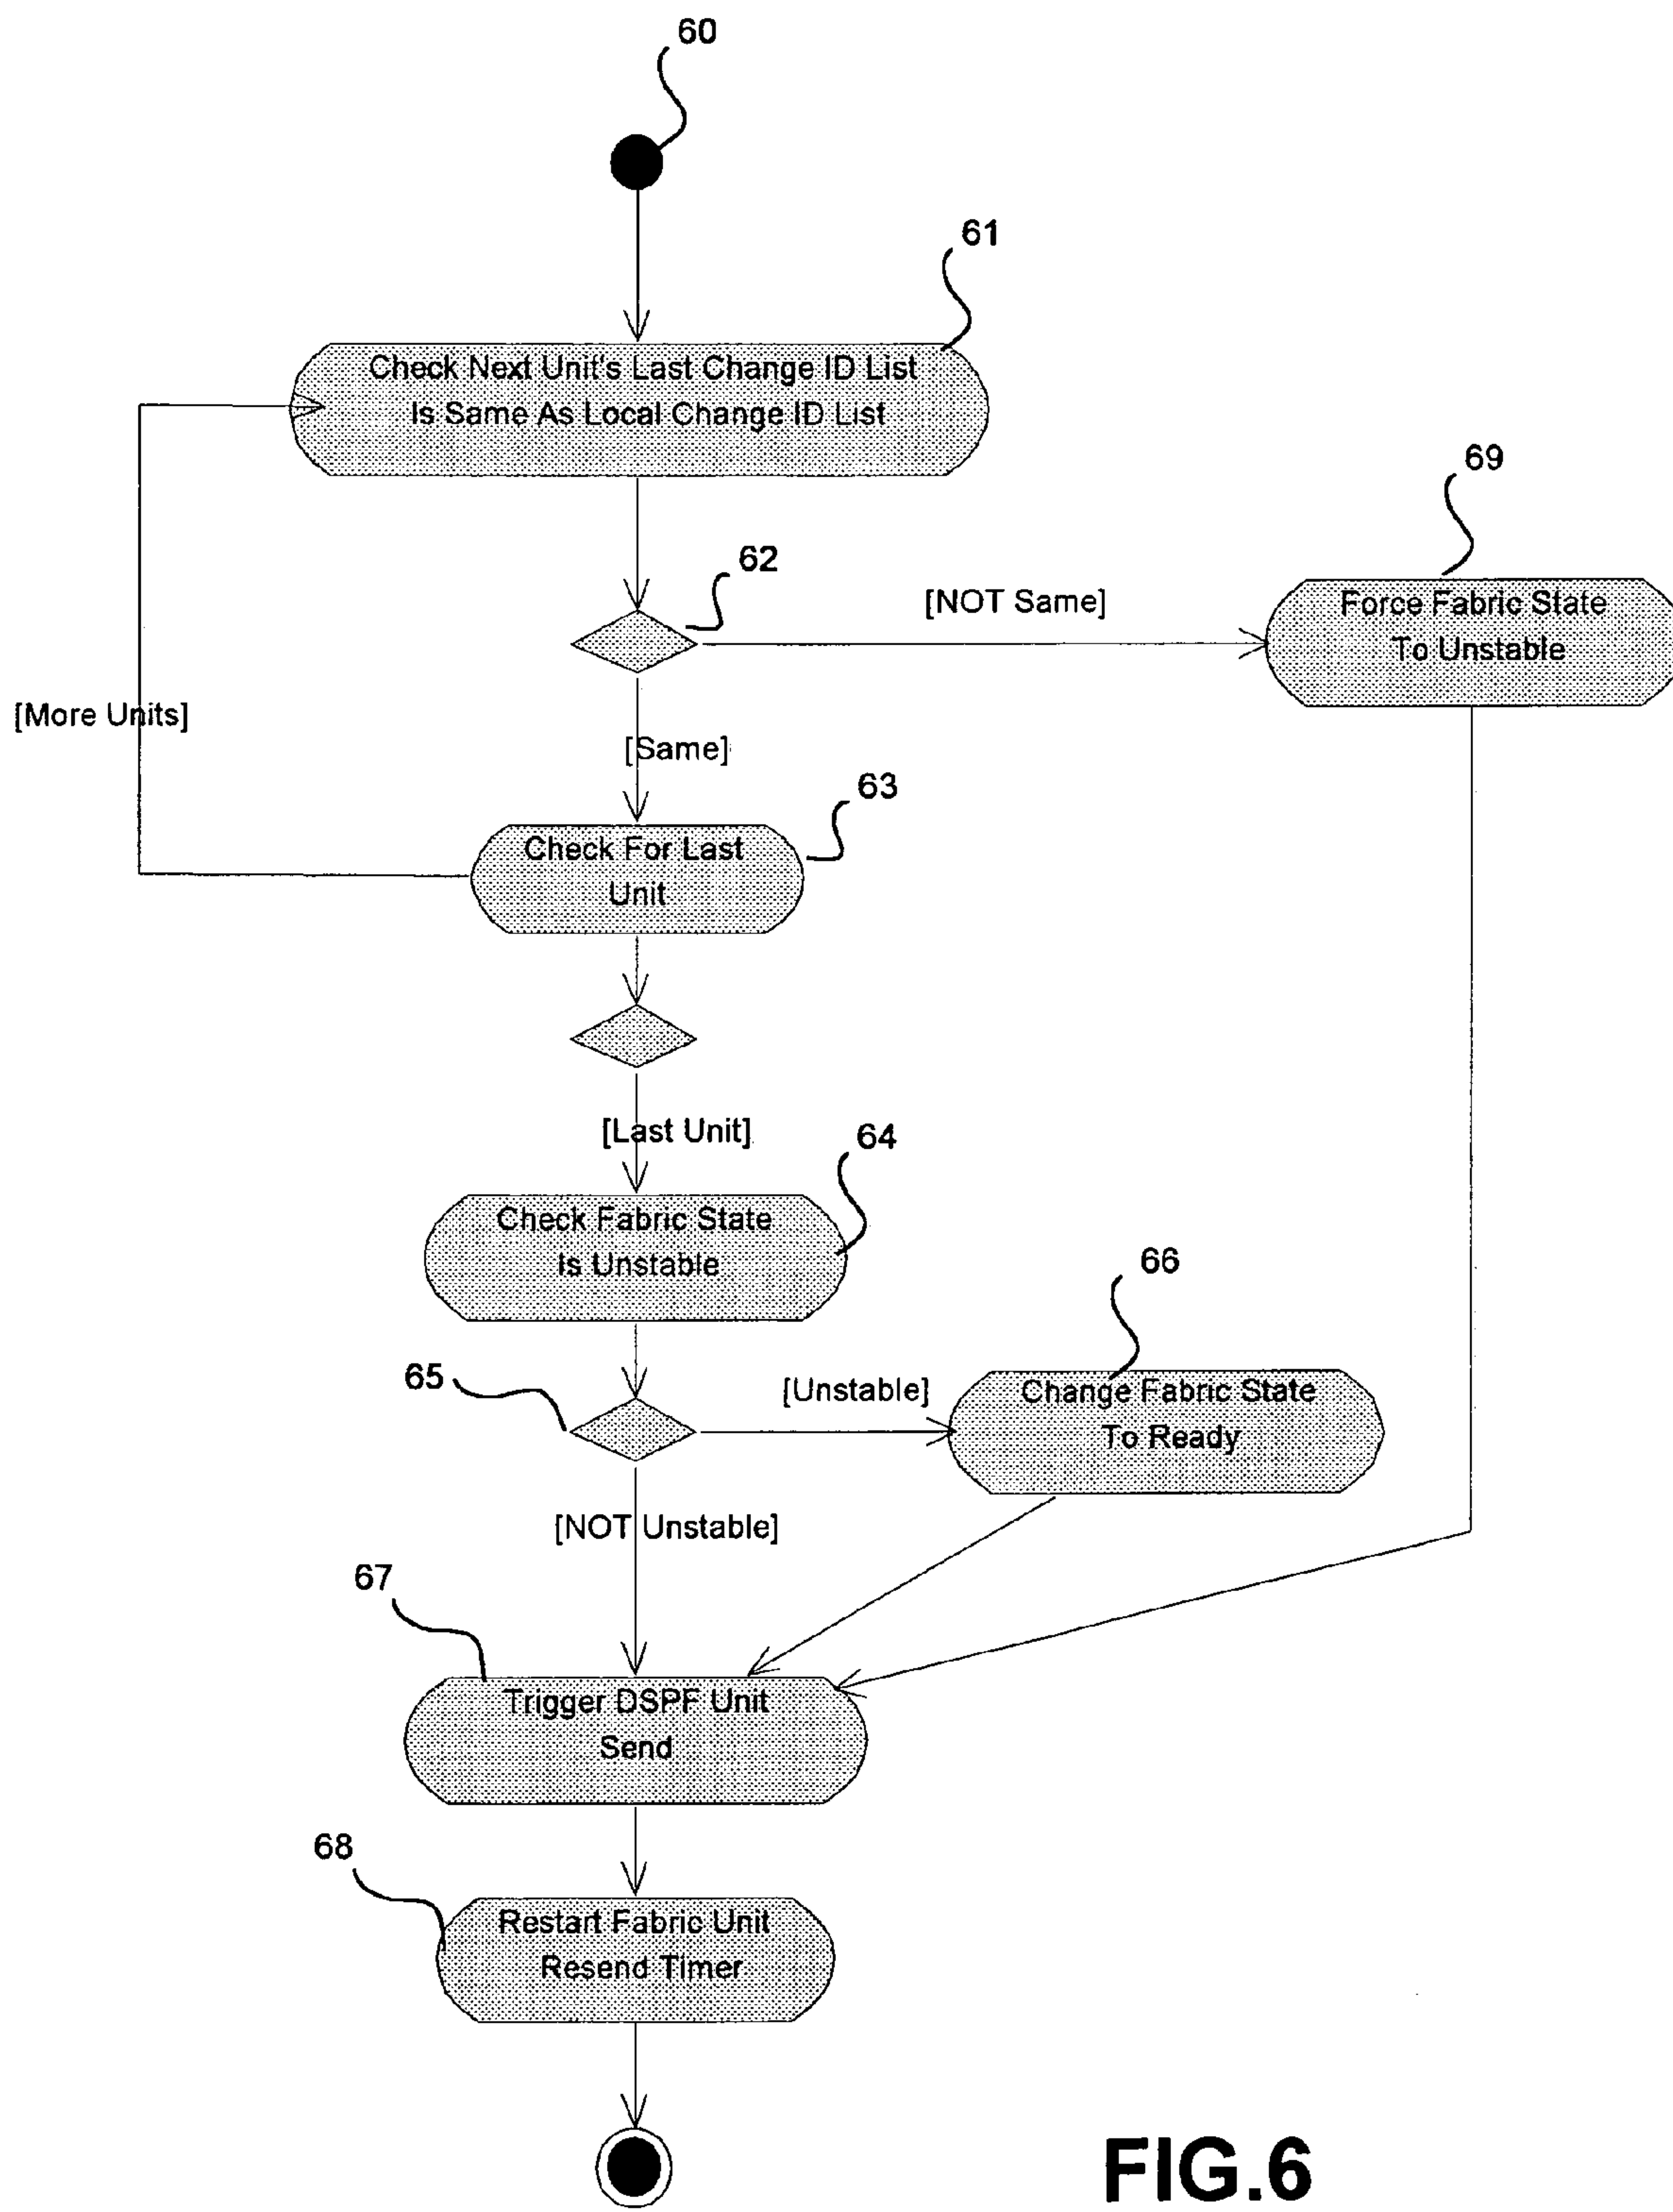 60
61
Check Next Unit's Last Change ID List
Is Same As Local Change ID List
69
62
[NOT Same]
Force Fabric State
To Unstable
[More Units]
[Same]
63
Check For Last
Unit
[Last Unit]
64
Check Fabric State
Is Unstable
66
65
[Unstable]
Change Fabric State
To Ready
[NOT Unstable]
67
Trigger DSPF Unit
Send
68
Restart Fabric Unit
Resend Timer
FIG.6